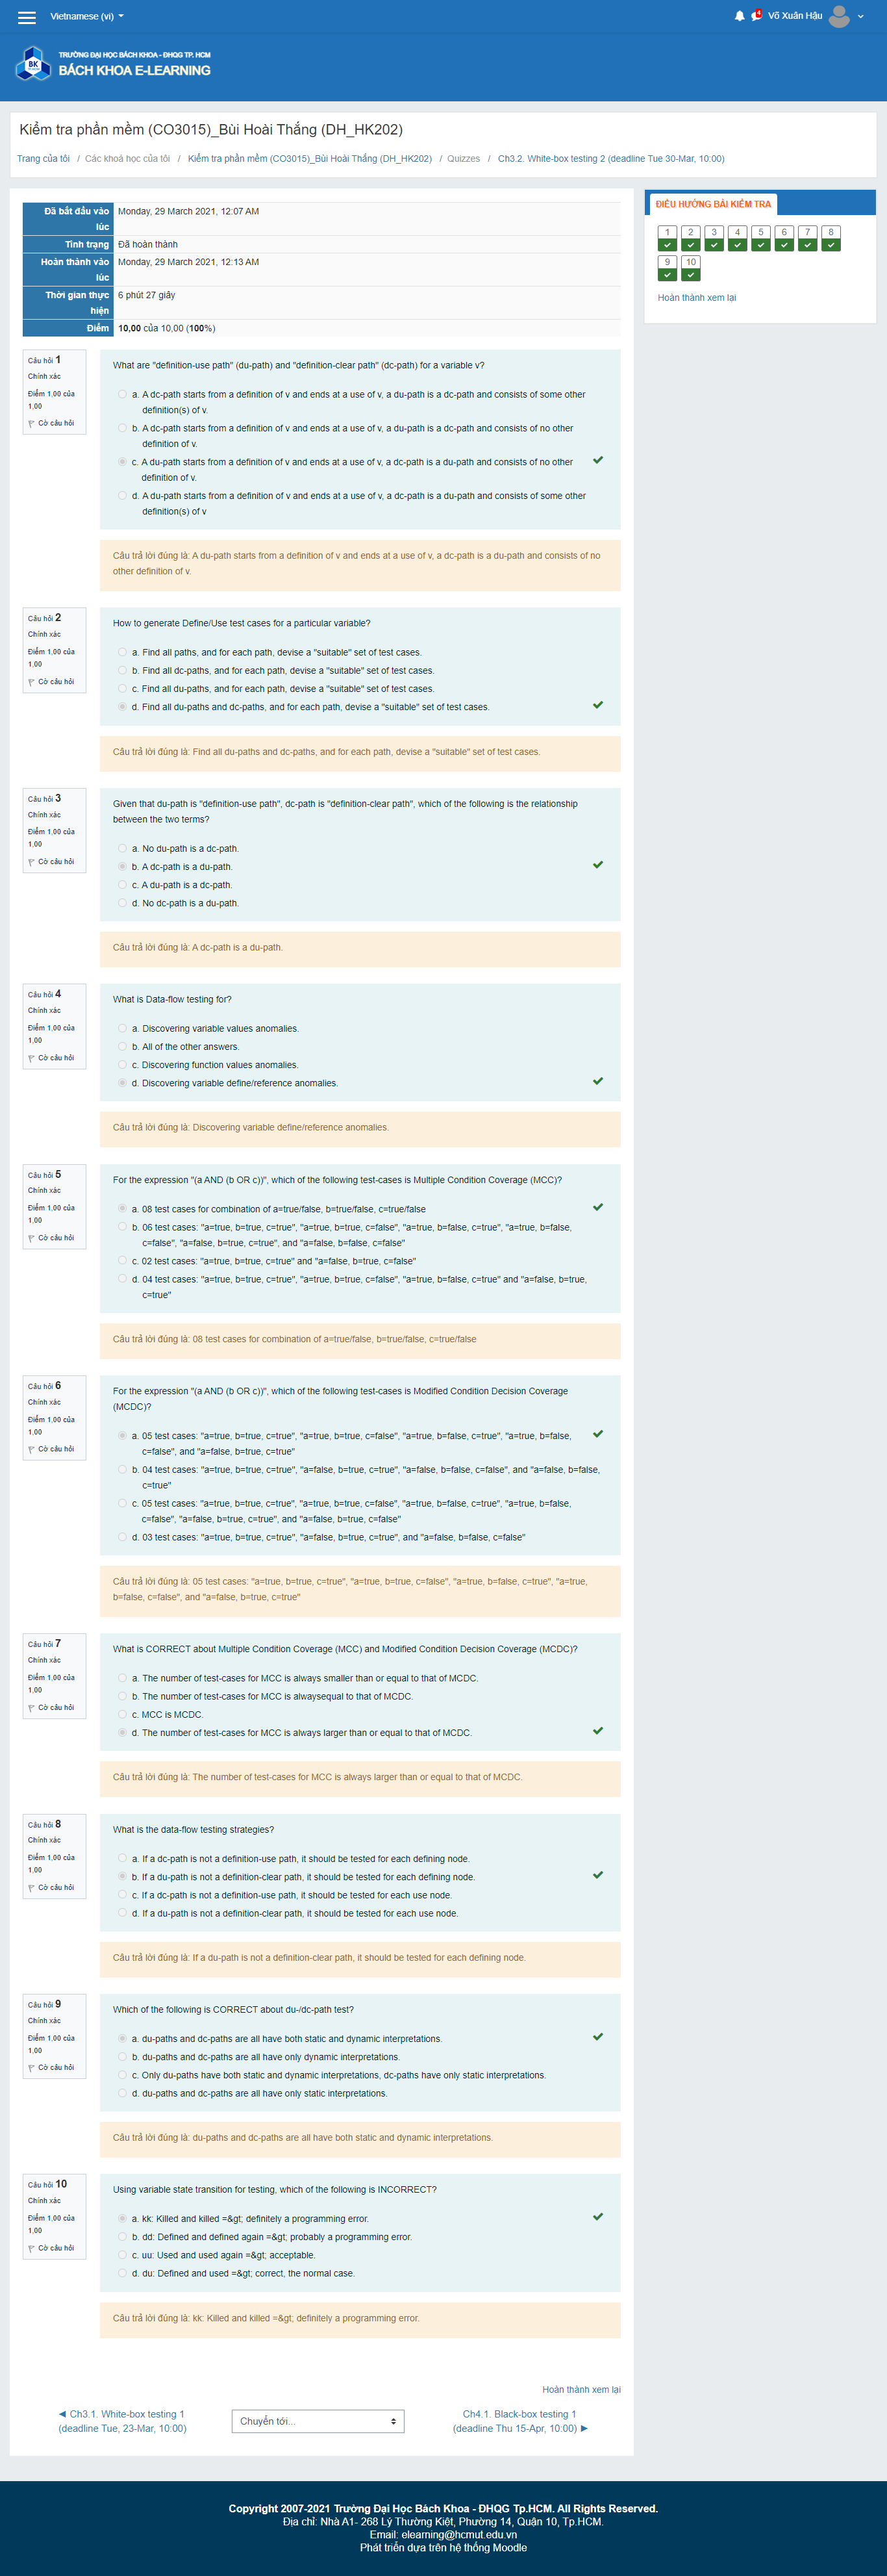 Vietnamese (vi)
4
Võ Xuân Hậu
BK
TP.HCM
TRƯỜNG ĐẠI HỌC BÁCH KHOA - ĐHQG TP. HCM
BÁCH KHOA E-LEARNING
Kiểm tra phần mềm (CO3015)_Bùi Hoài Thắng (DH_HK202)
Trang của tôi / Các khoá học của tôi / Kiểm tra phần mềm (CO3015)_Bùi Hoài Thắng (DH_HK202) / Quizzes / Ch3.2. White-box testing 2 (deadline Tue 30-Mar, 10:00)
Đã bắt đầu vào
lúc
Monday, 29 March 2021, 12:07 AM
Tình trạng
Đã hoàn thành
Hoàn thành vào
lúc
Monday, 29 March 2021, 12:13 AM
Thời gian thực
hiện
6 phút 27 giây
Điểm
10,00 của 10,00 (100%)
ĐIỀU HƯỚNG BÀI KIỂM TRA
1 2 3 4 5 6 7 8
9 10
Hoàn thành xem lại
Câu hỏi 1
Chính xác
Điểm 1,00 của
1,00
Cờ câu hỏi
What are "definition-use path" (du-path) and "definition-clear path" (dc-path) for a variable v?
a. A dc-path starts from a definition of v and ends at a use of v, a du-path is a dc-path and consists of some other
definition(s) of v.
b. A dc-path starts from a definition of v and ends at a use of v, a du-path is a dc-path and consists of no other
definition of v.
c. A du-path starts from a definition of v and ends at a use of v, a dc-path is a du-path and consists of no other
definition of v.
d. A du-path starts from a definition of v and ends at a use of v, a dc-path is a du-path and consists of some other
definition(s) of v
Câu trả lời đúng là: A du-path starts from a definition of v and ends at a use of v, a dc-path is a du-path and consists of no
other definition of v.
Câu hỏi 2
Chính xác
Điểm 1,00 của
1,00
Cờ câu hỏi
How to generate Define/Use test cases for a particular variable?
a. Find all paths, and for each path, devise a "suitable" set of test cases.
b. Find all dc-paths, and for each path, devise a "suitable" set of test cases.
c. Find all du-paths, and for each path, devise a "suitable" set of test cases.
d. Find all du-paths and dc-paths, and for each path, devise a "suitable" set of test cases.
Câu trả lời đúng là: Find all du-paths and dc-paths, and for each path, devise a "suitable" set of test cases.
Câu hỏi 3
Chính xác
Điểm 1,00 của
1,00
Cờ câu hỏi
Given that du-path is "definition-use path", dc-path is "definition-clear path", which of the following is the relationship
between the two terms?
a. No du-path is a dc-path.
b. A dc-path is a du-path.
c. A du-path is a dc-path.
d. No dc-path is a du-path.
Câu trả lời đúng là: A dc-path is a du-path.
Câu hỏi 4
Chính xác
Điểm 1,00 của
1,00
Cờ câu hỏi
What is Data-flow testing for?
a. Discovering variable values anomalies.
b. All of the other answers.
c. Discovering function values anomalies.
d. Discovering variable define/reference anomalies.
Câu trả lời đúng là: Discovering variable define/reference anomalies.
Câu hỏi 5
Chính xác
Điểm 1,00 của
1,00
Cờ câu hỏi
For the expression "(a AND (b OR c))", which of the following test-cases is Multiple Condition Coverage (MCC)?
a. 08 test cases for combination of a=true/false, b=true/false, c=true/false
b. 06 test cases: "a=true, b=true, c=true", "a=true, b=true, c=false", "a=true, b=false, c=true", "a=true, b=false,
c=false", "a=false, b=true, c=true", and "a=false, b=false, c=false"
c. 02 test cases: "a=true, b=true, c=true" and "a=false, b=true, c=false"
d. 04 test cases: "a=true, b=true, c=true", "a=true, b=true, c=false", "a=true, b=false, c=true" and "a=false, b=true,
c=true"
Câu trả lời đúng là: 08 test cases for combination of a=true/false, b=true/false, c=true/false
Câu hỏi 6
Chính xác
Điểm 1,00 của
1,00
Cờ câu hỏi
For the expression "(a AND (b OR c))", which of the following test-cases is Modified Condition Decision Coverage
(MCDC)?
a. 05 test cases: "a=true, b=true, c=true", "a=true, b=true, c=false", "a=true, b=false, c=true", "a=true, b=false,
c=false", and "a=false, b=true, c=true"
b. 04 test cases: "a=true, b=true, c=true", "a=false, b=true, c=true", "a=false, b=false, c=false", and "a=false, b=false,
c=true"
c. 05 test cases: "a=true, b=true, c=true", "a=true, b=true, c=false", "a=true, b=false, c=true", "a=true, b=false,
c=false", "a=false, b=true, c=true", and "a=false, b=true, c=false"
d. 03 test cases: "a=true, b=true, c=true", "a=false, b=true, c=true", and "a=false, b=false, c=false"
Câu trả lời đúng là: 05 test cases: "a=true, b=true, c=true", "a=true, b=true, c=false", "a=true, b=false, c=true", "a=true,
b=false, c=false", and "a=false, b=true, c=true"
Câu hỏi 7
Chính xác
Điểm 1,00 của
1,00
Cờ câu hỏi
What is CORRECT about Multiple Condition Coverage (MCC) and Modified Condition Decision Coverage (MCDC)?
a. The number of test-cases for MCC is always smaller than or equal to that of MCDC.
b. The number of test-cases for MCC is alwaysequal to that of MCDC.
c. MCC is MCDC.
d. The number of test-cases for MCC is always larger than or equal to that of MCDC.
Câu trả lời đúng là: The number of test-cases for MCC is always larger than or equal to that of MCDC.
Câu hỏi 8
Chính xác
Điểm 1,00 của
1,00
Cờ câu hỏi
What is the data-flow testing strategies?
a. If a dc-path is not a definition-use path, it should be tested for each defining node.
b. If a du-path is not a definition-clear path, it should be tested for each defining node.
c. If a dc-path is not a definition-use path, it should be tested for each use node.
d. If a du-path is not a definition-clear path, it should be tested for each use node.
Câu trả lời đúng là: If a du-path is not a definition-clear path, it should be tested for each defining node.
Câu hỏi 9
Chính xác
Điểm 1,00 của
1,00
Cờ câu hỏi
Which of the following is CORRECT about du-/dc-path test?
a. du-paths and dc-paths are all have both static and dynamic interpretations.
b. du-paths and dc-paths are all have only dynamic interpretations.
c. Only du-paths have both static and dynamic interpretations, dc-paths have only static interpretations.
d. du-paths and dc-paths are all have only static interpretations.
Câu trả lời đúng là: du-paths and dc-paths are all have both static and dynamic interpretations.
Câu hỏi 10
Chính xác
Điểm 1,00 của
1,00
Cờ câu hỏi
Using variable state transition for testing, which of the following is INCORRECT?
a. kk: Killed and killed =&gt; definitely a programming error.
b. dd: Defined and defined again =&gt; probably a programming error.
c. uu: Used and used again =&gt; acceptable.
d. du: Defined and used =&gt; correct, the normal case.
Câu trả lời đúng là: kk: Killed and killed =&gt; definitely a programming error.
Hoàn thành xem lại
◄ Ch3.1. White-box testing 1
(deadline Tue, 23-Mar, 10:00)
Chuyển tới...
Ch4.1. Black-box testing 1
(deadline Thu 15-Apr, 10:00) ►
Copyright 2007-2021 Trường Đại Học Bách Khoa - ĐHQG Tp.HCM. All Rights Reserved.
Địa chỉ: Nhà A1- 268 Lý Thường Kiệt, Phường 14, Quận 10, Tp.HCM.
Email: elearning@hcmut.edu.vn
Phát triển dựa trên hệ thống Moodle